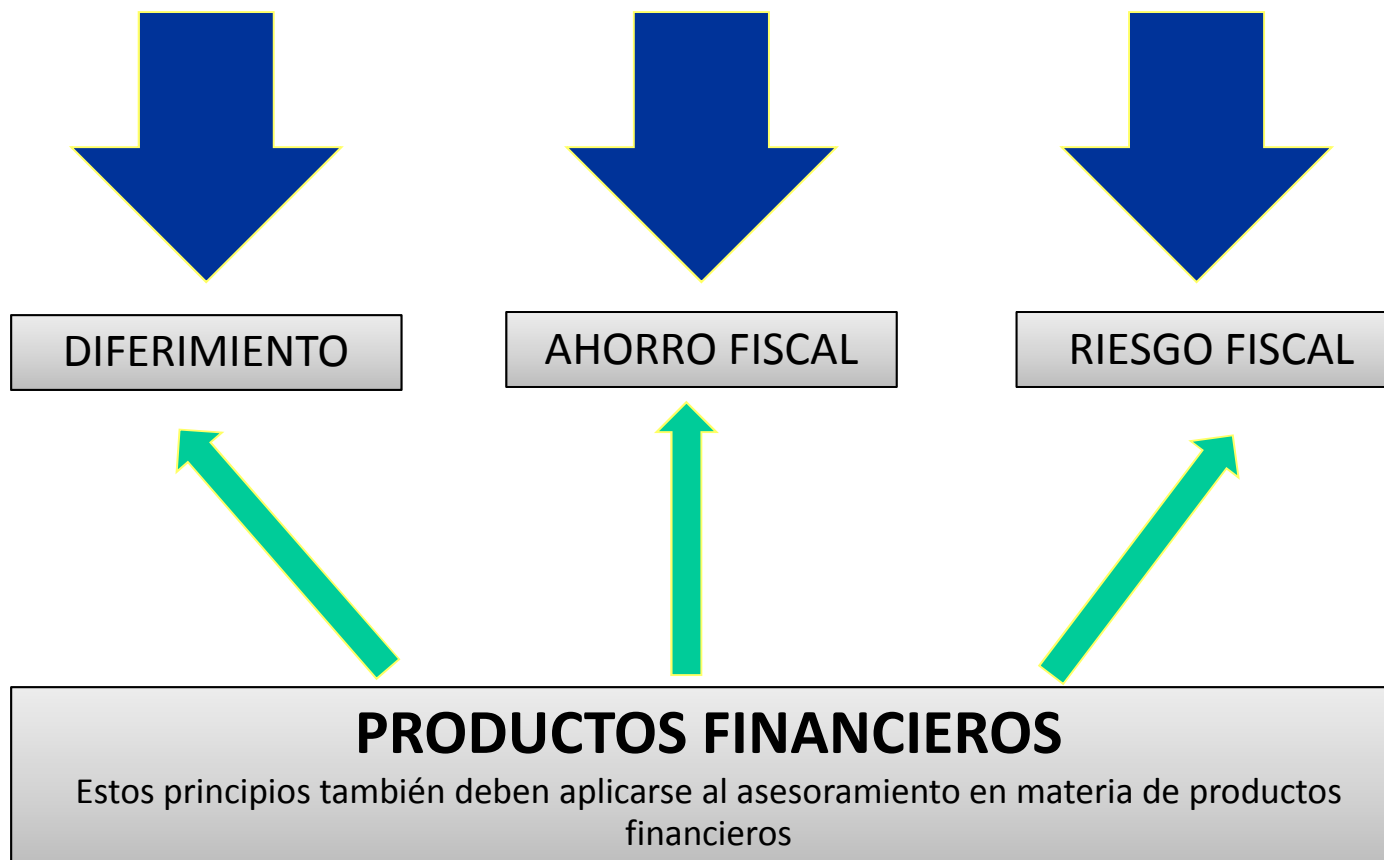 DIFERIMIENTO
AHORRO FISCAL
RIESGO FISCAL
PRODUCTOS FINANCIEROS
Estos principios también deben aplicarse al asesoramiento en materia de productos
financieros